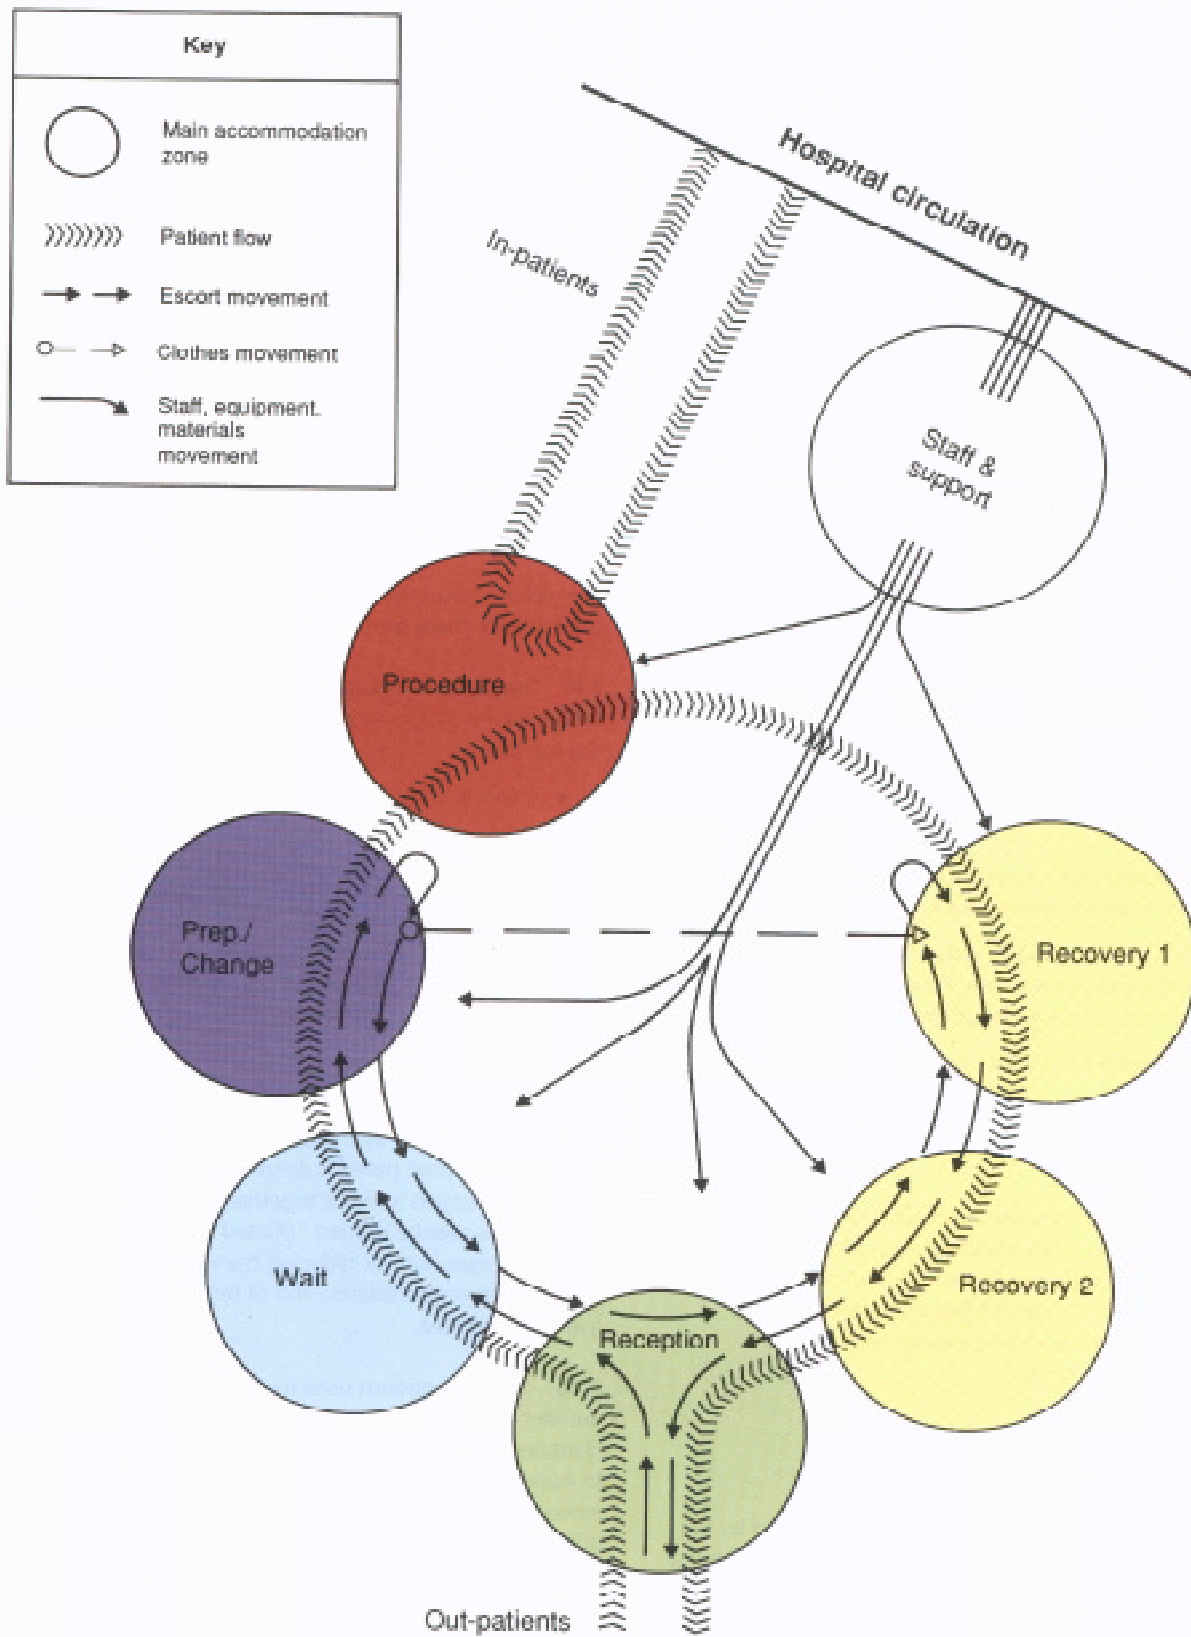 Key
Main accommodation
zone
Patient flow
Escort movement
Clothes movement
Staff, equipment,
materials
movement
Hospital circulation
In-patients
Staff &
support
Procedure
Prep./
Change
Recovery 1
Wait
Recovery 2
Reception
Out-patients